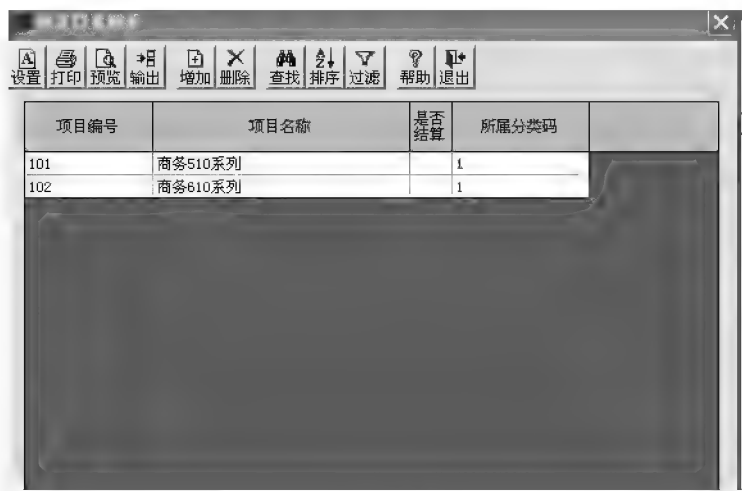 设置 打印 预览 输出 增加 删除 查找 排序 过滤 帮助 退出
项目编号 项目名称 是否结算 所属分类码
101 商务510系列 1
102 商务610系列 1